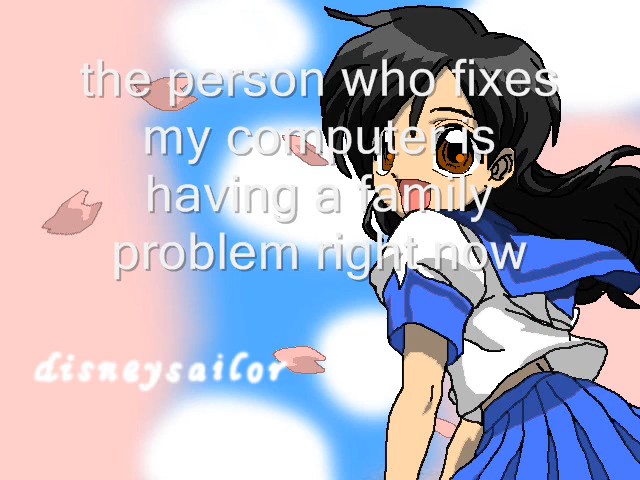 the person who fixes
my computer is
having a family
problem right now
disneysailor